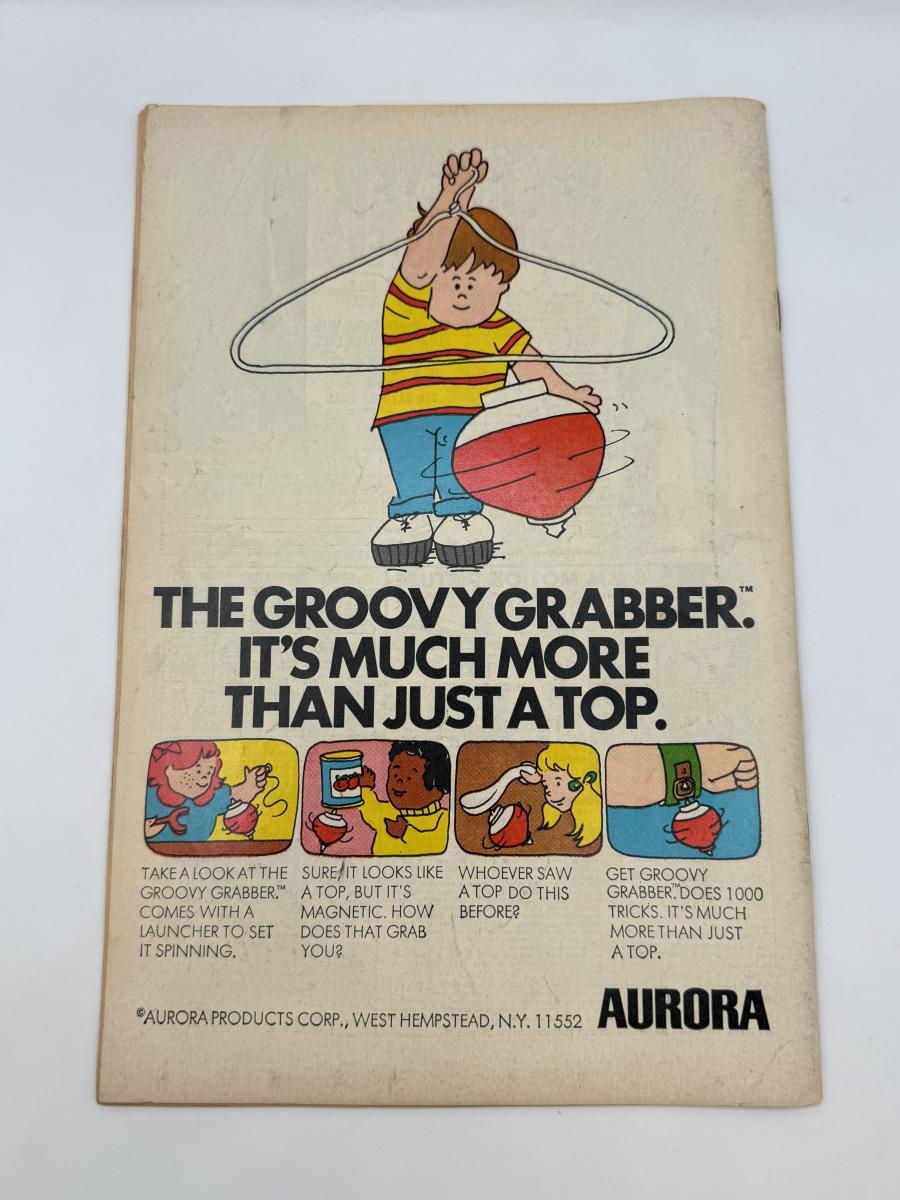 THE GROOVY GRABBER.™
IT'S MUCH MORE
THAN JUST A TOP.
TAKE A LOOK AT THE
GROOVY GRABBER.™
COMES WITH A
LAUNCHER TO SET
IT SPINNING.
SURE, IT LOOKS LIKE
A TOP, BUT IT'S
MAGNETIC. HOW
DOES THAT GRAB
YOU?
WHOEVER SAW
A TOP DO THIS
BEFORE?
GET GROOVY
GRABBER.™ DOES 1000
TRICKS. IT'S MUCH
MORE THAN JUST
A TOP.
©AURORA PRODUCTS CORP., WEST HEMPSTEAD, N.Y. 11552
AURORA